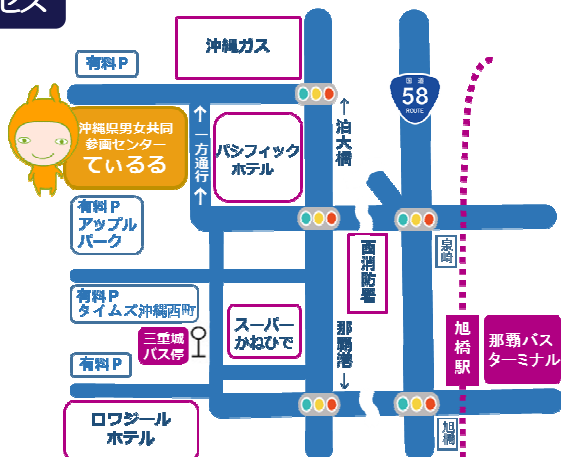 セス
沖縄ガス
有料P
国道
58
ROUTE
沖縄県男女共同
参画センター
てぃるる
↑一方通行↑
パシフィック
ホテル
↑泊大橋
有料P
アップル
パーク
西消防署
泉崎
有料P
タイムズ沖縄西町
三重城
バス停
スーパー
かねひで
那覇港↓
旭橋駅
那覇バス
ターミナル
有料P
ロワジール
ホテル
旭橋